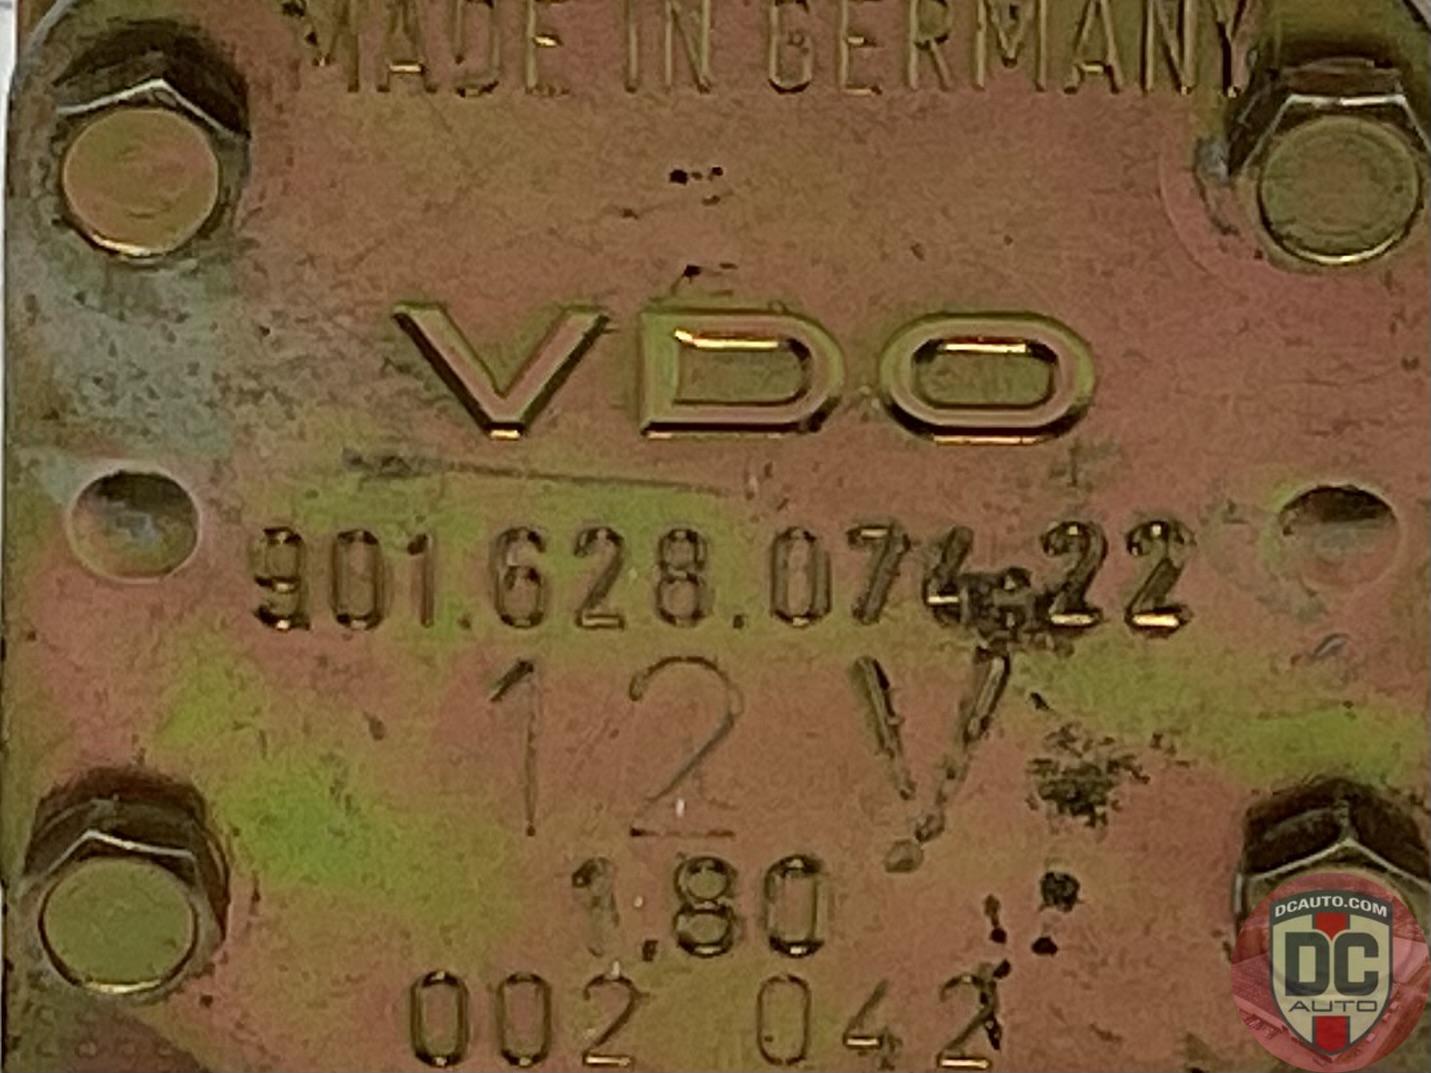 MADE IN GERMANY
VDO
901.628.074.22
12 V
1.80
002 042
DCAUTO.COM
DC
AUTO